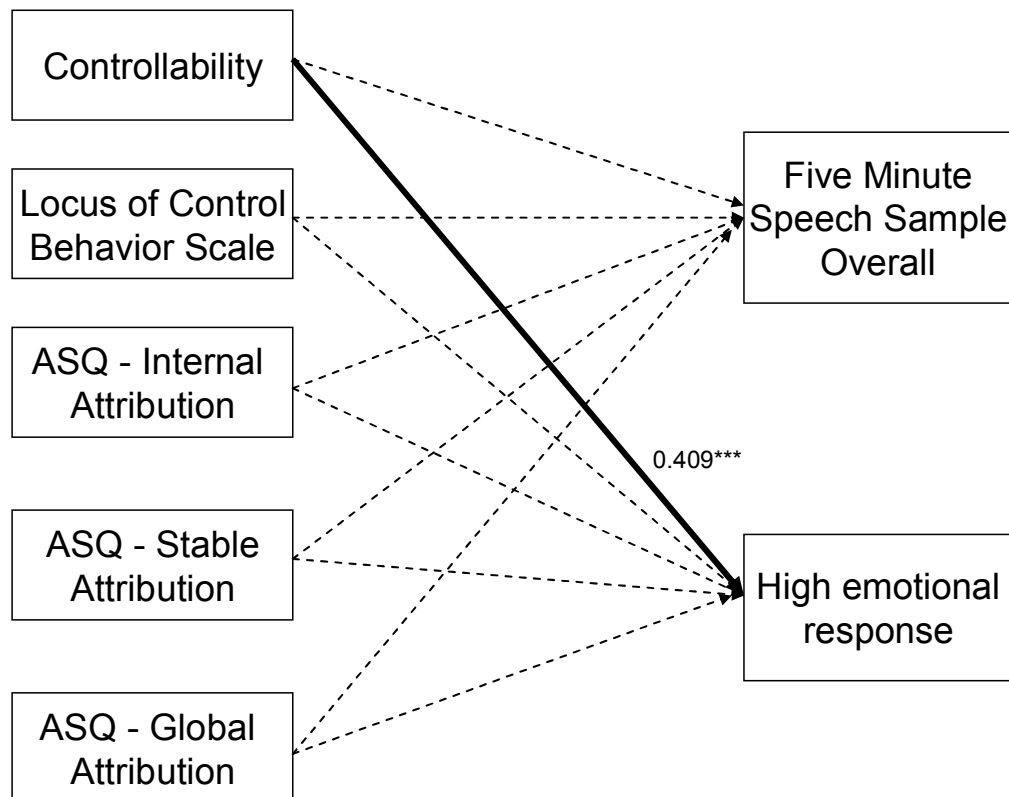 Controllability
Locus of Control
Behavior Scale
ASQ - Internal
Attribution
ASQ - Stable
Attribution
ASQ - Global
Attribution
Five Minute
Speech Sample
Overall
0.409***
High emotional
response